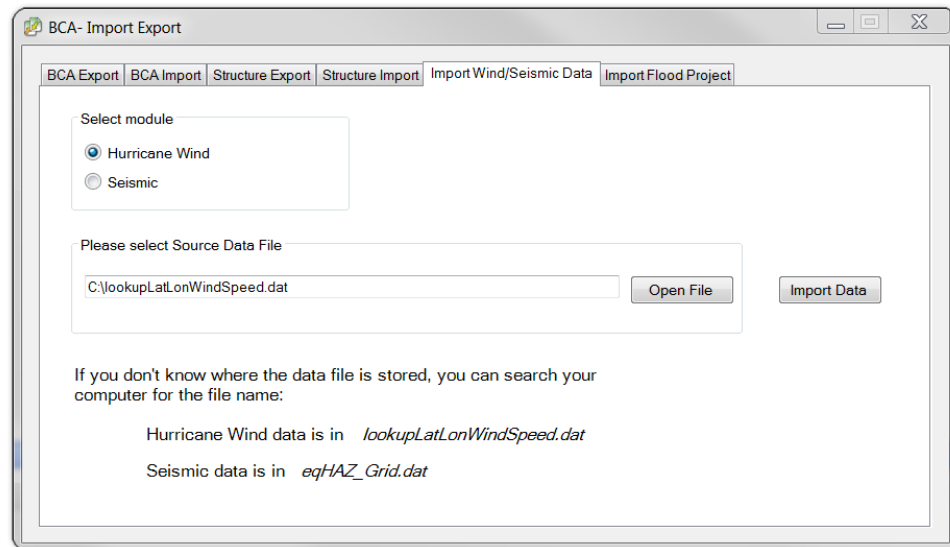 BCA- Import Export
BCA Export BCA Import Structure Export Structure Import Import Wind/Seismic Data Import Flood Project
Select module
Hurricane Wind
Seismic
Please select Source Data File
C:\lookupLatLonWindSpeed.dat Open File Import Data
If you don't know where the data file is stored, you can search your
computer for the file name:
Hurricane Wind data is in lookupLatLonWindSpeed.dat
Seismic data is in eqHAZ_Grid.dat